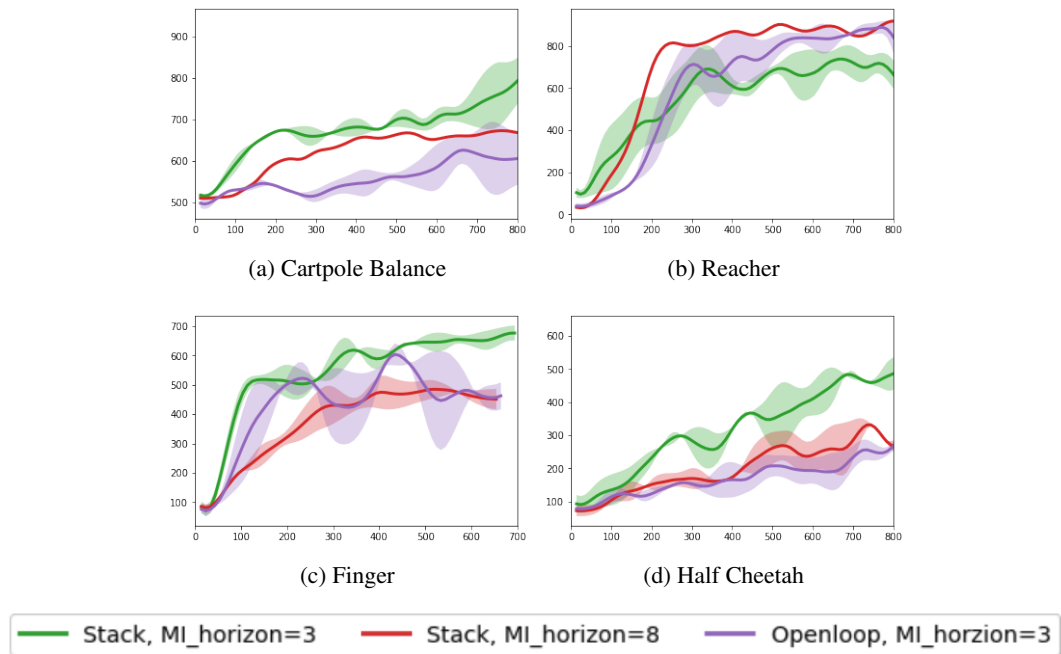 900
800
700
600
500
0 100 200 300 400 500 600 700 800
(a) Cartpole Balance
800
600
400
200
0
0 100 200 300 400 500 600 700 800
(b) Reacher
700
600
500
400
300
200
100
0 100 200 300 400 500 600 700
(c) Finger
600
500
400
300
200
100
0 100 200 300 400 500 600 700 800
(d) Half Cheetah
Stack, MI_horizon=3 Stack, MI_horizon=8 Openloop, MI_horzion=3